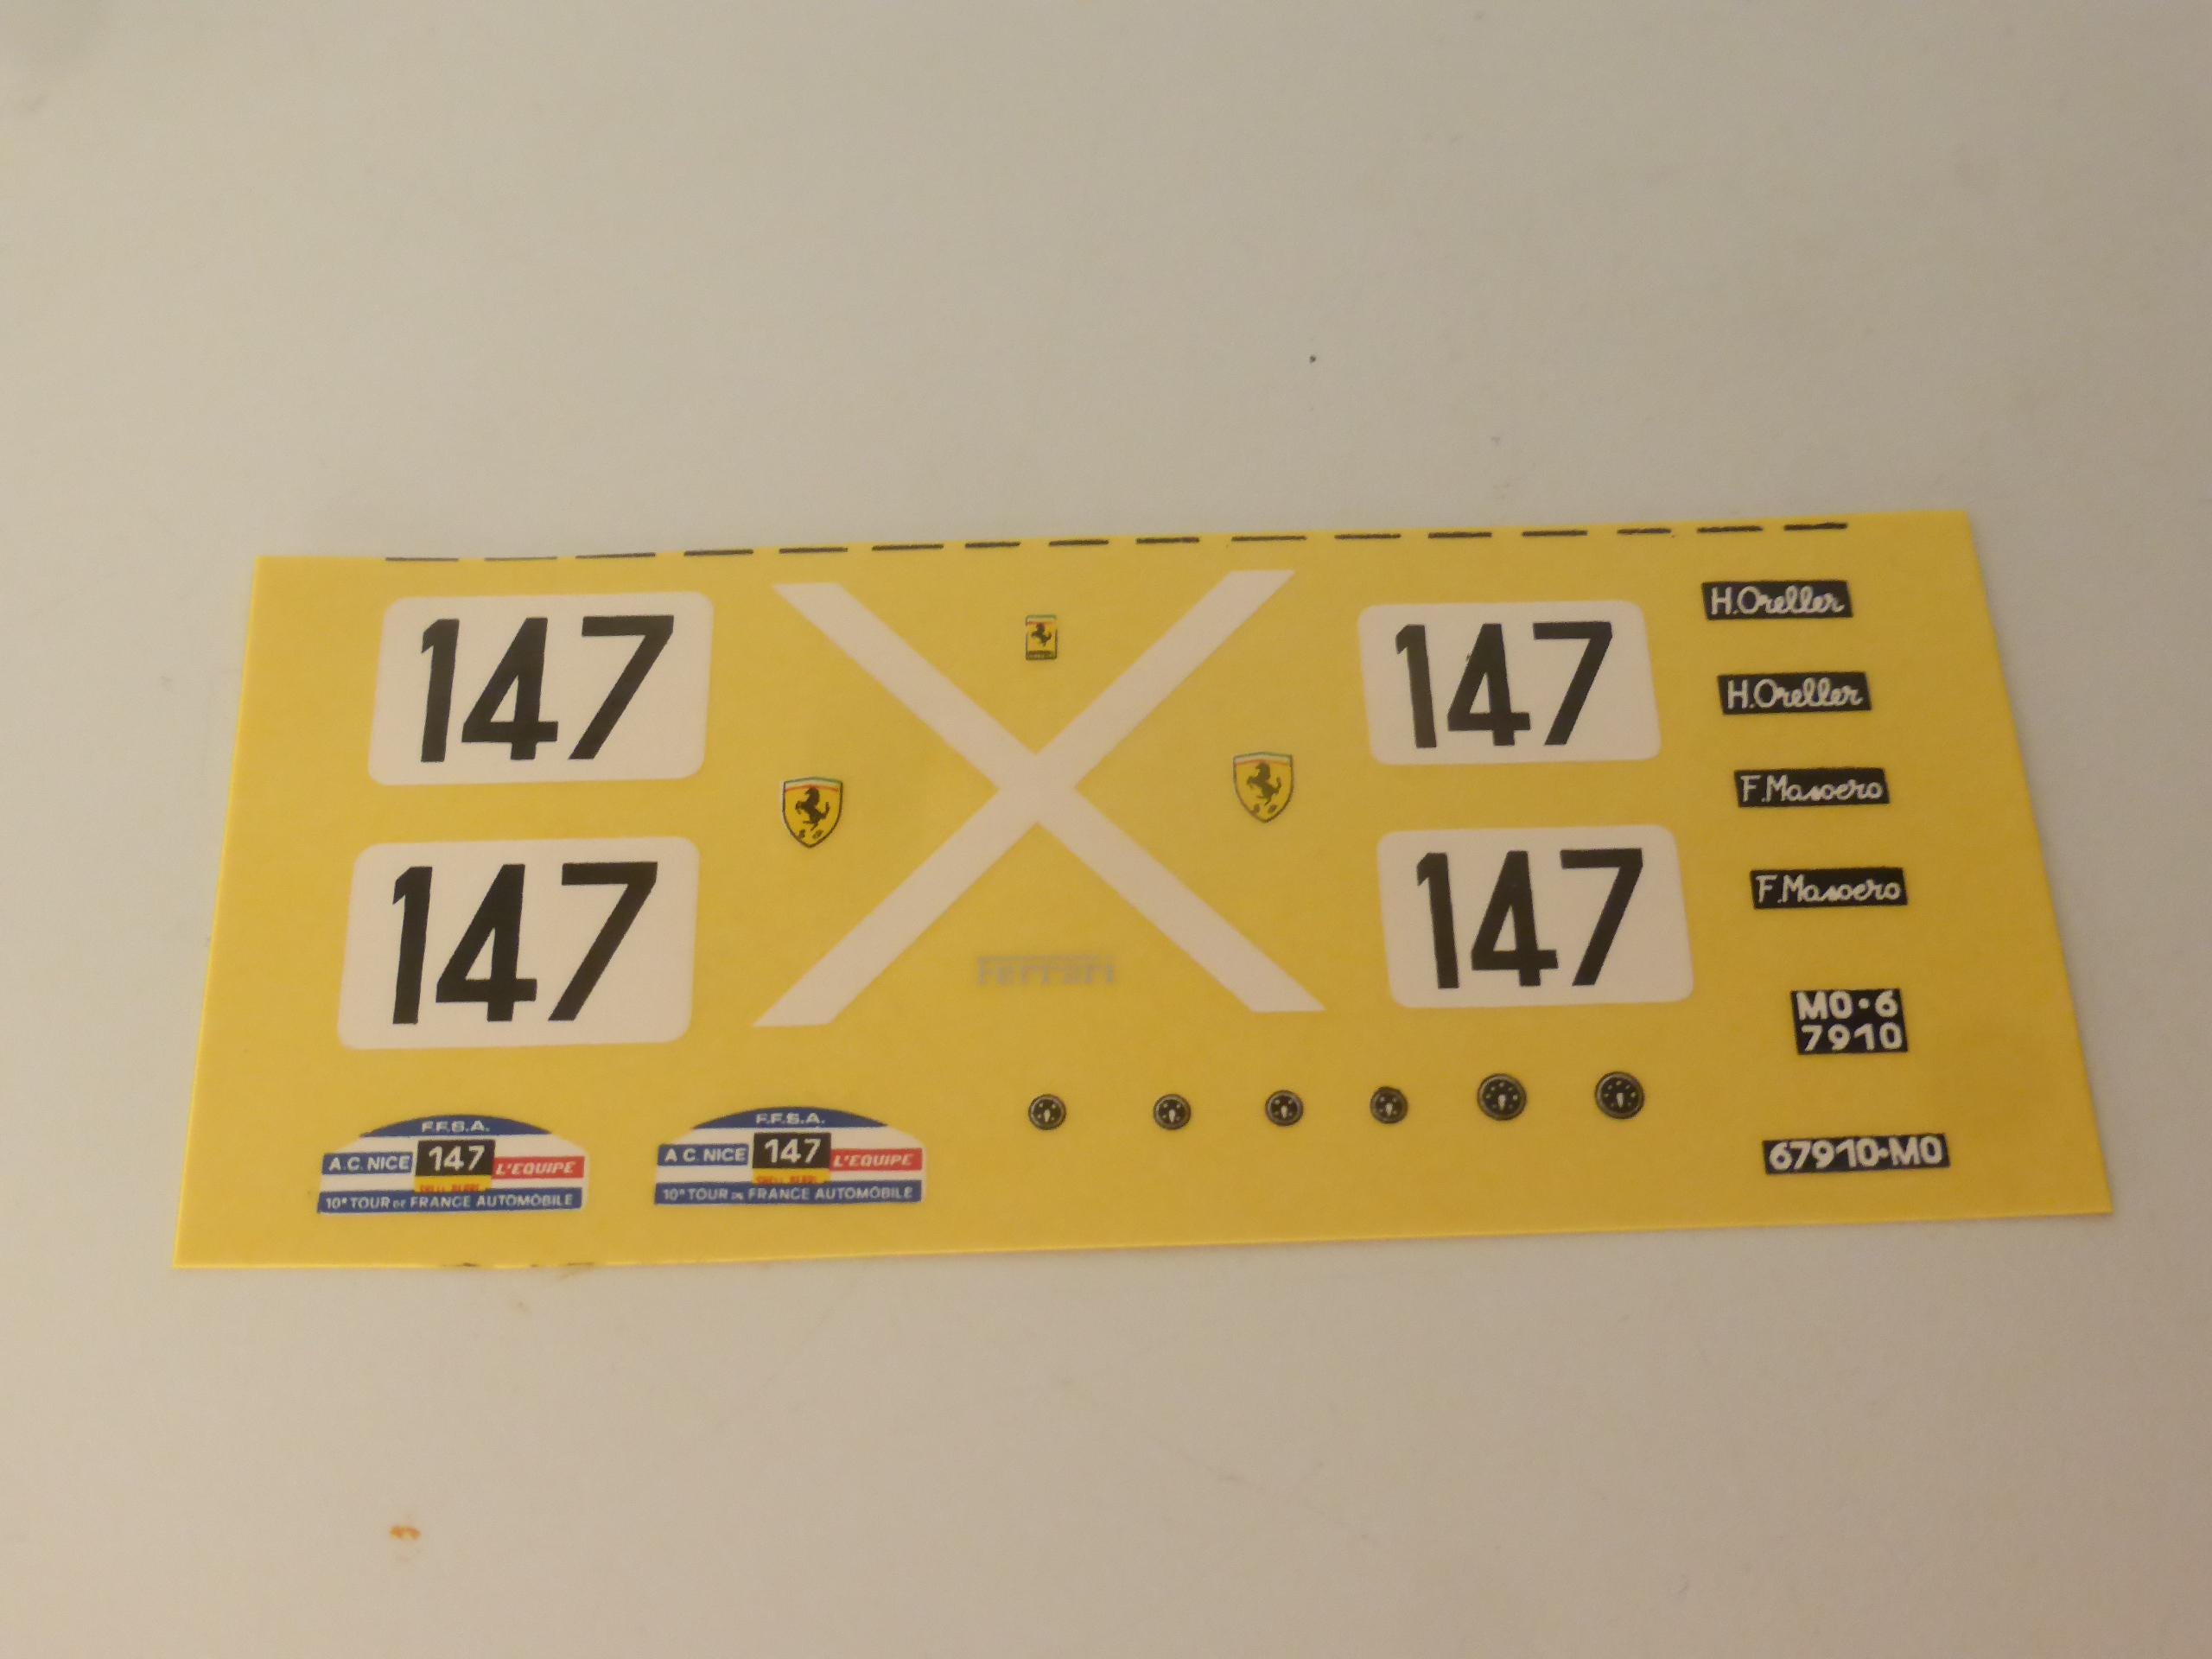 147
147
H.Oreller
H.Oreller
F.Masoero
F.Masoero
147
147
Ferrari
S F
S F
MO·6
7910
F.F.S.A.
A.C. NICE 147 L'EQUIPE
10e TOUR DE FRANCE AUTOMOBILE
F.F.S.A.
A.C. NICE 147 L'EQUIPE
10e TOUR DE FRANCE AUTOMOBILE
67910·MO